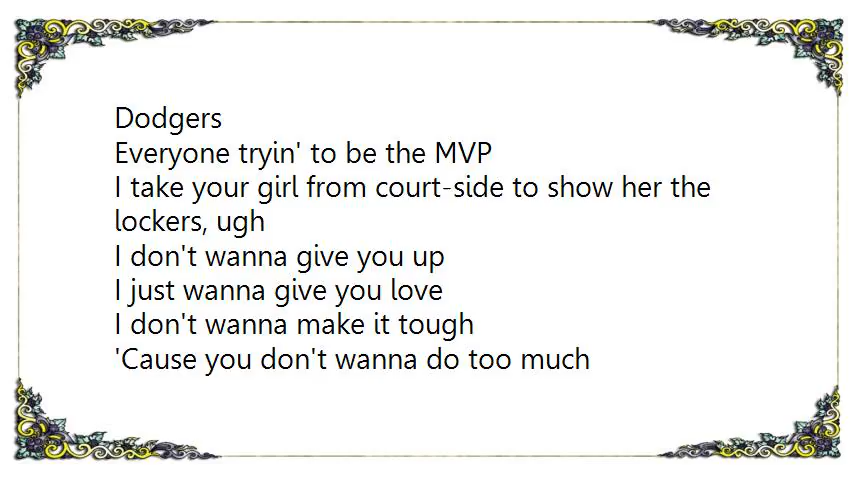 Dodgers
Everyone tryin' to be the MVP
I take your girl from court-side to show her the
lockers, ugh
I don't wanna give you up
I just wanna give you love
I don't wanna make it tough
'Cause you don't wanna do too much